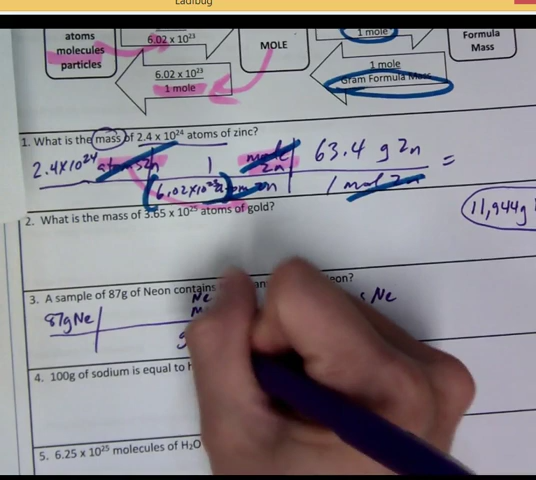 Ladibug
atoms
molecules
particles
6.02 x 10²³
6.02 x 10²³
1 mole
MOLE
1 mole
1 mole
Gram Formula Mass
Formula
Mass
1. What is the mass of 2.4 x 10²⁴ atoms of zinc?
2.4x10²⁴ atoms Zn | 1 mole Zn | 63.4 g Zn =
6.02x10²³ atoms Zn | 1 mol Zn
2. What is the mass of 3.65 x 10²⁵ atoms of gold?
11,944g
3. A sample of 87g of Neon contains
87g Ne | Ne
Ne
4. 100g of sodium is equal to
5. 6.25 x 10²⁵ molecules of H₂O